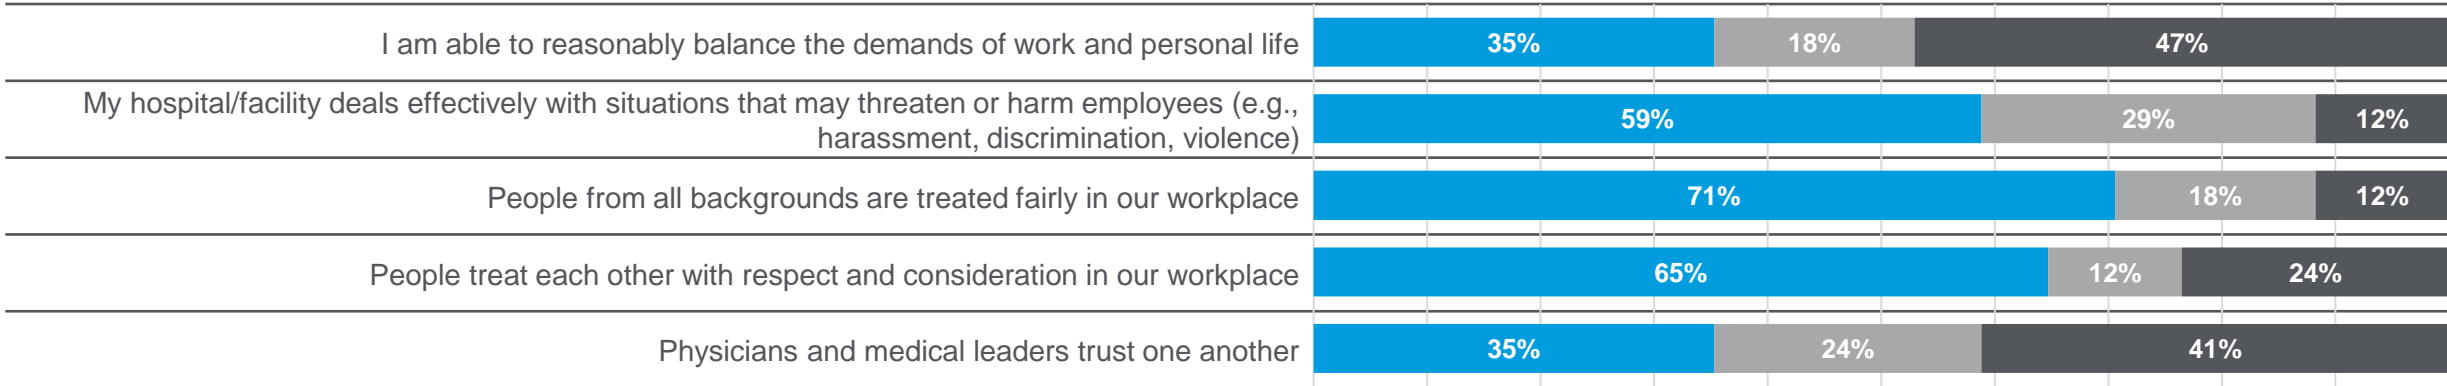 I am able to reasonably balance the demands of work and personal life 35% 18% 47%
My hospital/facility deals effectively with situations that may threaten or harm employees (e.g.,
harassment, discrimination, violence) 59% 29% 12%
People from all backgrounds are treated fairly in our workplace 71% 18% 12%
People treat each other with respect and consideration in our workplace 65% 12% 24%
Physicians and medical leaders trust one another 35% 24% 41%